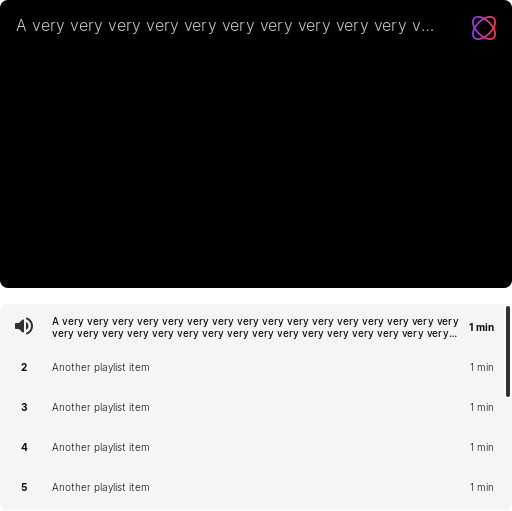 A very very very very very very very very very very v...
A very very very very very very very very very very very very very very very very
very very very very very very very very very very very very very very very very...
1 min
2 Another playlist item 1 min
3 Another playlist item 1 min
4 Another playlist item 1 min
5 Another playlist item 1 min